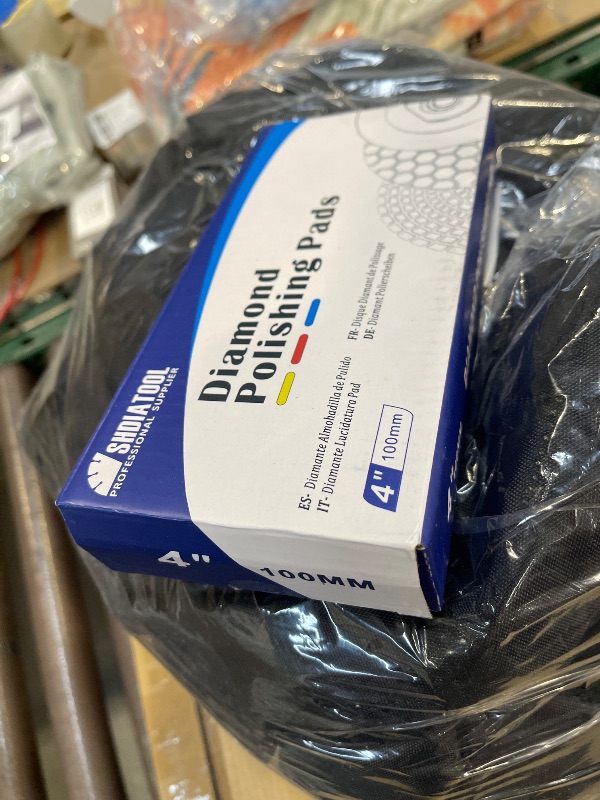 SHDIATOOL
PROFESSIONAL SUPPLIER
Diamond
Polishing Pads
ES- Diamante Almohadilla de Pulido
IT- Diamante Lucidatura Pad
FR- Disque Diamant de Polissage
DE- Diamant Polierscheiben
4" 100mm
4" 100MM